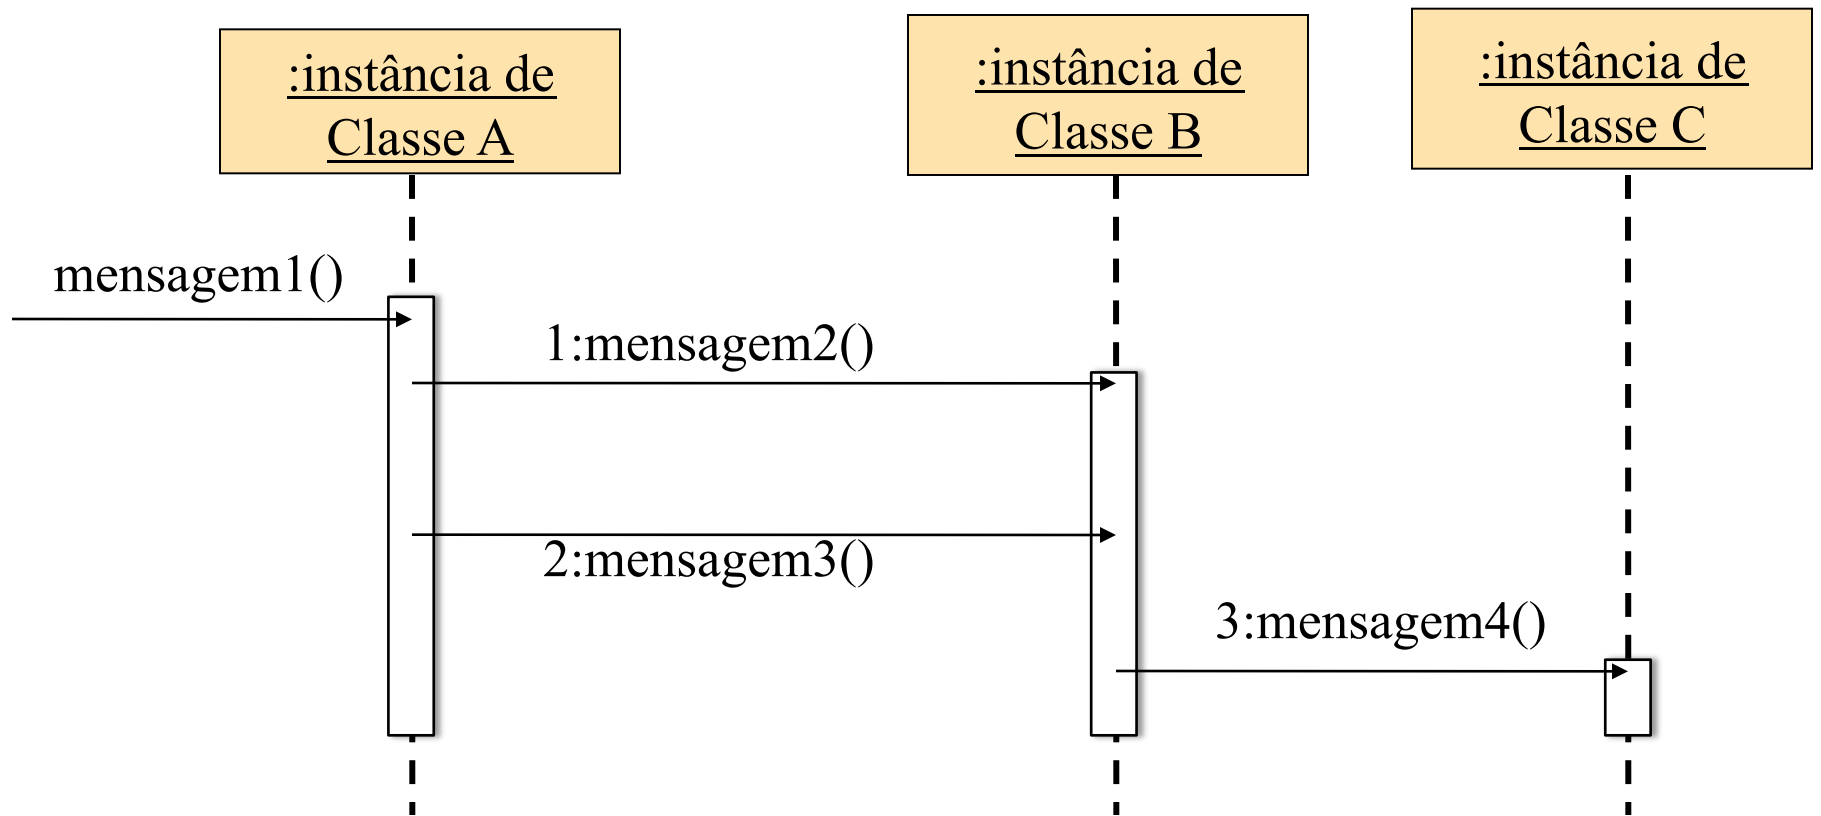 :instância de
Classe A
:instância de
Classe B
:instância de
Classe C
mensagem1()
1:mensagem2()
2:mensagem3()
3:mensagem4()